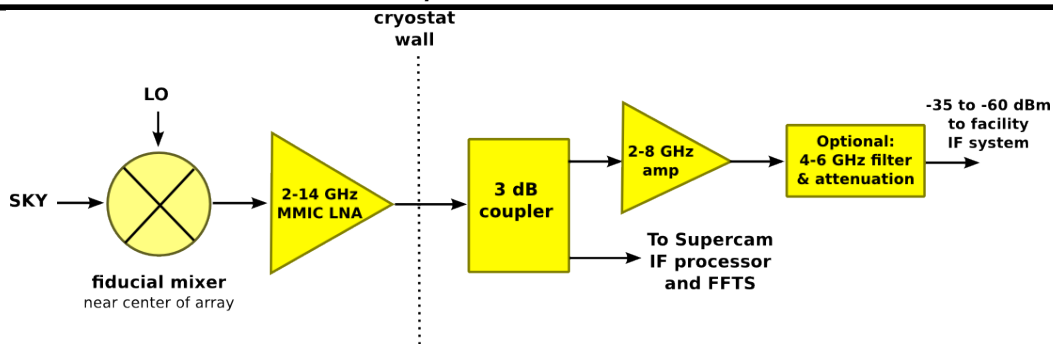 cryostat
wall
LO
SKY
2-14 GHz
MMIC LNA
fiducial mixer
near center of array
3 dB
coupler
2-8 GHz
amp
Optional:
4-6 GHz filter
& attenuation
-35 to -60 dBm
to facility
IF system
To Supercam
IF processor
and FFTS